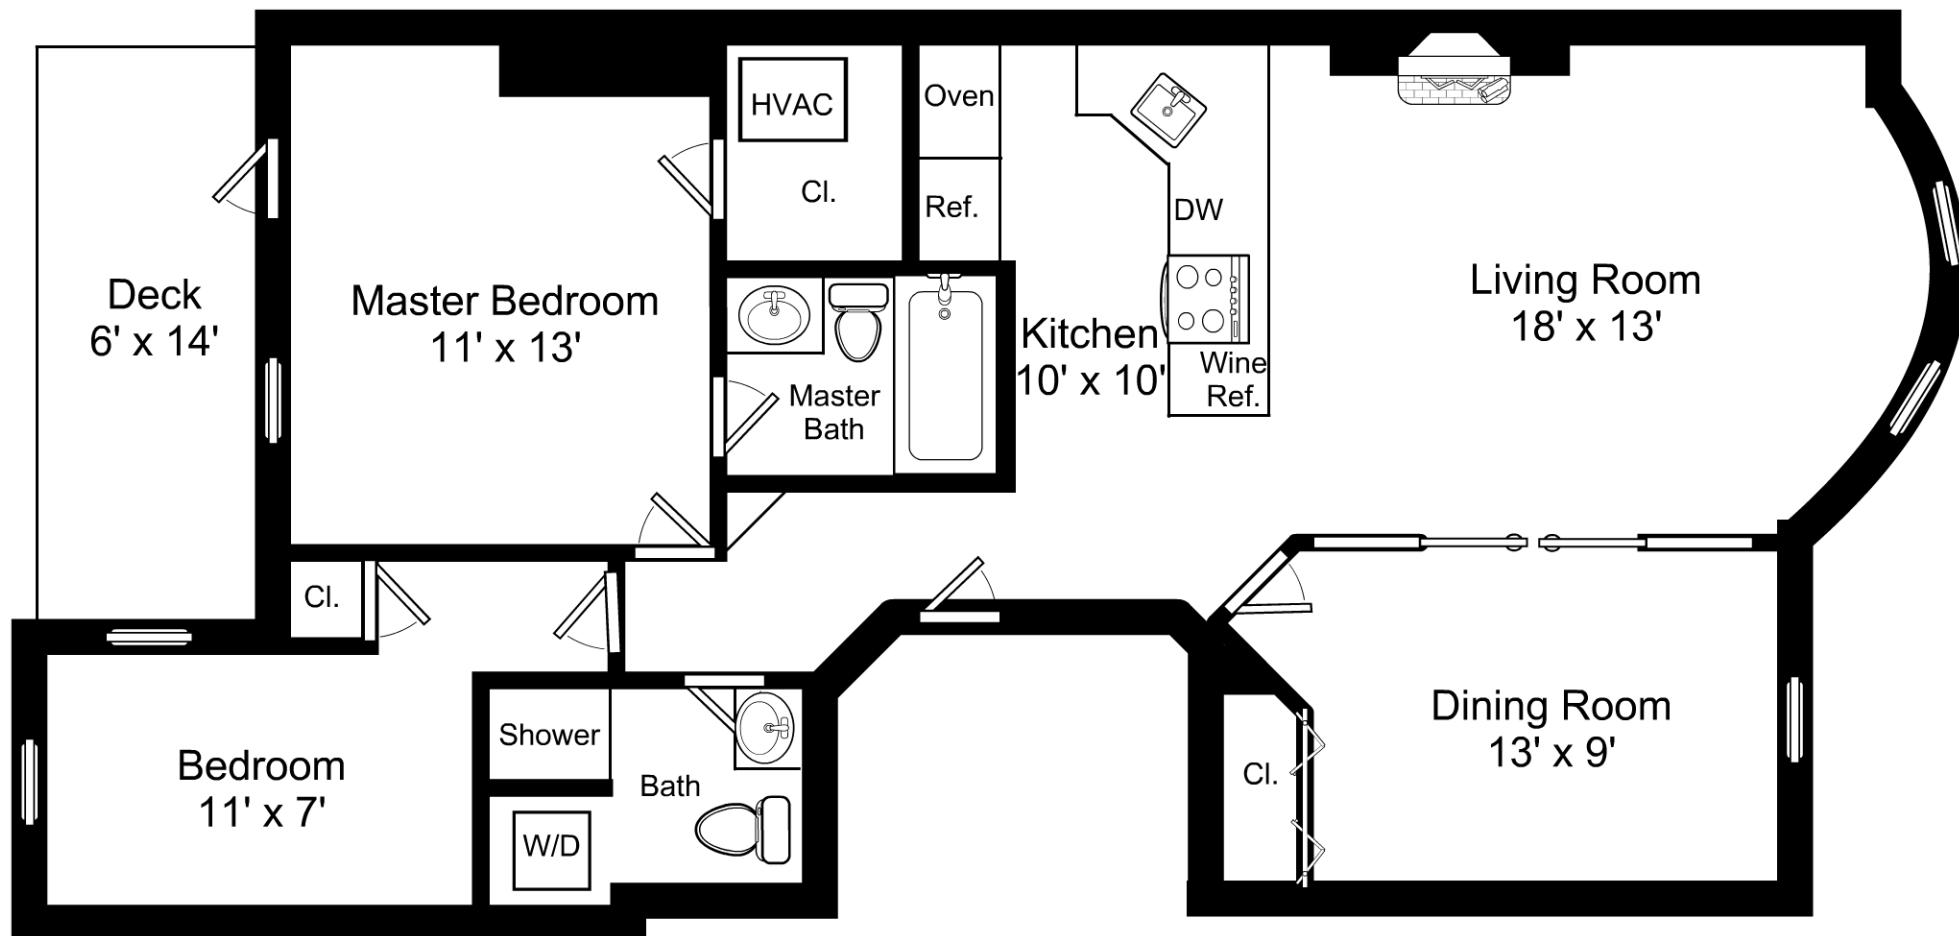 HVAC
Cl.
Oven
Ref.
DW
Deck
6' x 14'
Master Bedroom
11' x 13'
Living Room
18' x 13'
Kitchen
10' x 10'
Wine
Ref.
Master
Bath
Cl.
Bedroom
11' x 7'
Shower
Bath
W/D
Cl.
Dining Room
13' x 9'